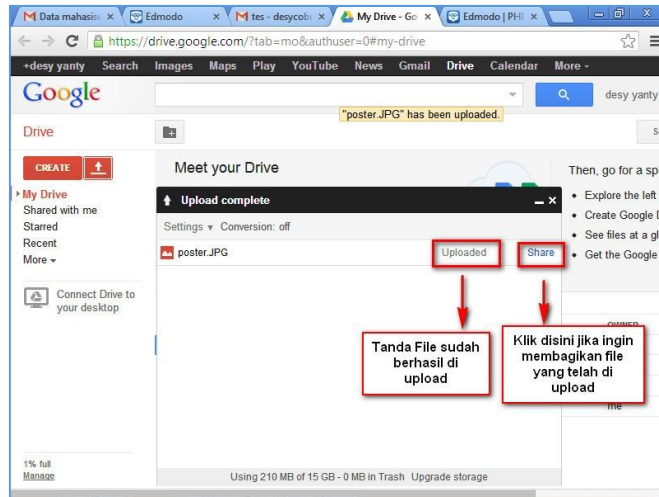 Data mahasisw
Edmodo
tes - desycobi
My Drive - Go
Edmodo | PHI
https://drive.google.com/?tab=mo&authuser=0#my-drive
+desy yanty Search Images Maps Play YouTube News Gmail Drive Calendar More -
Google
desy yanty
"poster.JPG" has been uploaded.
Drive
CREATE
Meet your Drive
Then, go for a sp
My Drive
Shared with me
Starred
Recent
More
Connect Drive to
your desktop
Upload complete
Settings Conversion: off
poster.JPG Uploaded Share
Explore the left
Create Google D
See files at a gl
Get the Google
OWNER
Tanda File sudah
berhasil di
upload
Klik disini jika ingin
membagikan file
yang telah di
upload
me
1% full
Manage
Using 210 MB of 15 GB - 0 MB in Trash Upgrade storage